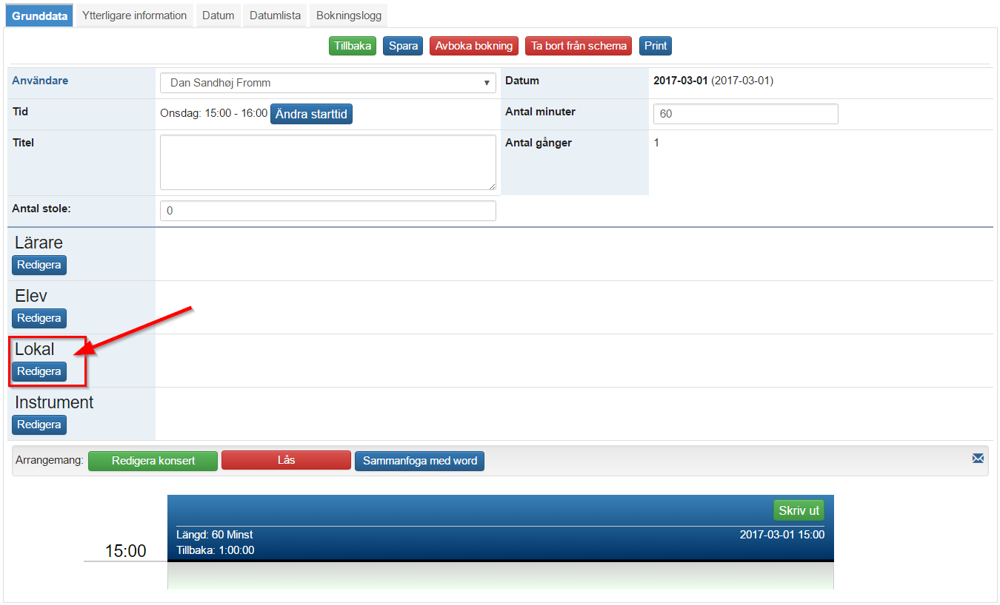 Grunddata Ytterligare information Datum Datumlista Bokningslogg
Tillbaka Spara Avboka bokning Ta bort från schema Print
Användare Dan Sandhøj Fromm Datum 2017-03-01 (2017-03-01)
Tid Onsdag: 15:00 - 16:00 Ändra starttid Antal minuter 60
Titel Antal gånger 1
Antal stole: 0
Lärare
Redigera
Elev
Redigera
Lokal
Redigera
Instrument
Redigera
Arrangemang: Redigera konsert Lås Sammanfoga med word
Skriv ut
Längd: 60 Minst 2017-03-01 15:00
15:00 Tillbaka: 1:00:00